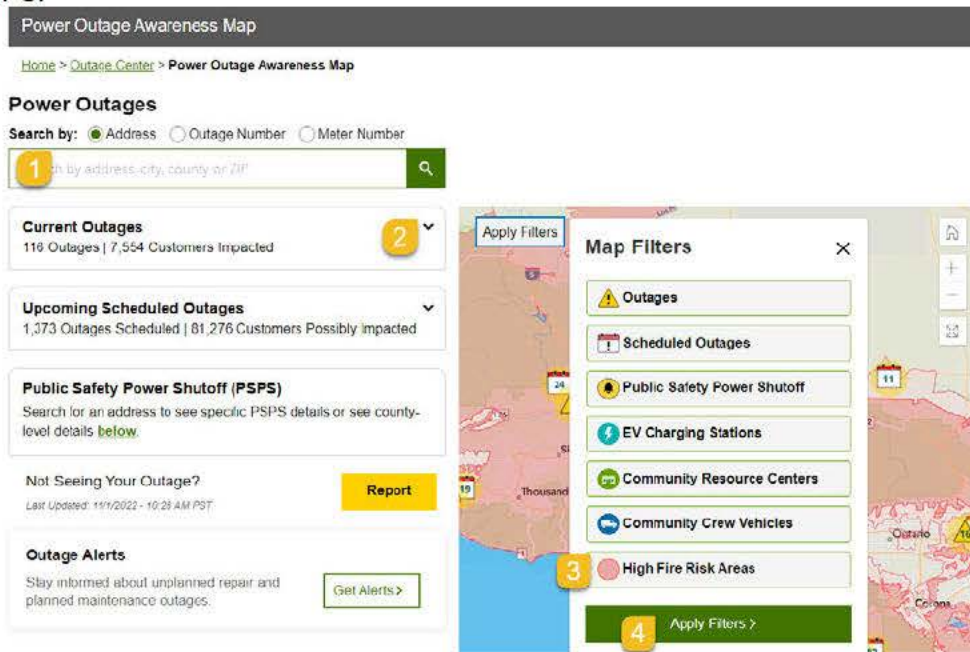 Power Outage Awareness Map
Home > Outage Center > Power Outage Awareness Map
Power Outages
Search by: Address Outage Number Meter Number
1 by address, city, county or ZIP
Current Outages
116 Outages | 7,554 Customers Impacted
2
Upcoming Scheduled Outages
1,373 Outages Scheduled | 81,276 Customers Possibly Impacted
Public Safety Power Shutoff (PSPS)
Search for an address to see specific PSPS details or see county-
level details below.
Not Seeing Your Outage?
Last Updated: 11/1/2022 - 10:28 AM PST
Report
Outage Alerts
Stay informed about unplanned repair and
planned maintenance outages.
Get Alerts >
Apply Filters
Map Filters
Outages
Scheduled Outages
Public Safety Power Shutoff
EV Charging Stations
Community Resource Centers
Community Crew Vehicles
3 High Fire Risk Areas
4 Apply Filters >
5
24
11
19
Thousand
Ontario
16
Corona